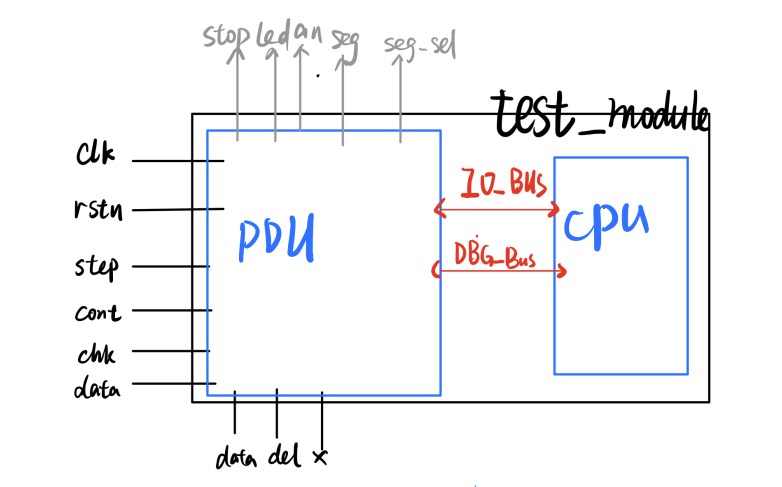 stop led an seg seg_sel
test_module
clk
rstn
step
cont
chk
data
PDU
IO_BUS
DBG_Bus
cpu
data del x